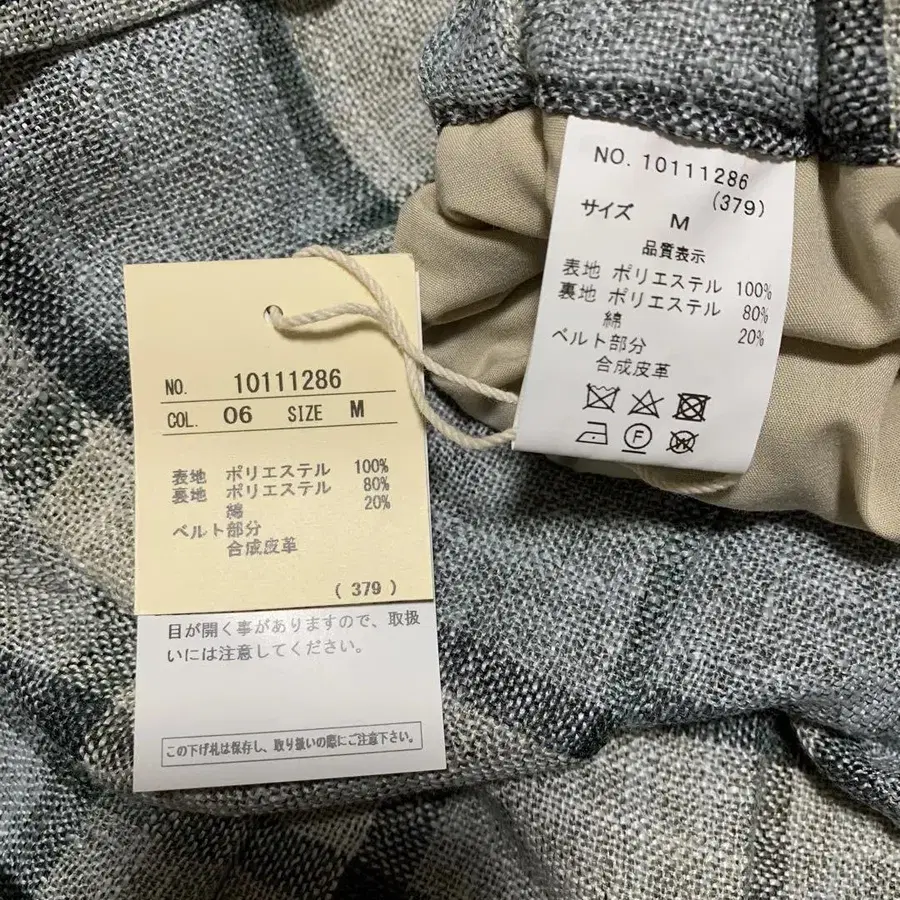 NO. 10111286
COL. 06 SIZE M
表地 ポリエステル 100%
裏地 ポリエステル 80%
綿 20%
ベルト部分
合成皮革
(379)
目が開く事がありますので、取扱
いには注意してください。
この下げ札は保存し、取り扱いの際にご注意下さい。
NO. 10111286
(379)
サイズ M
品質表示
表地 ポリエステル 100%
裏地 ポリエステル 80%
綿 20%
ベルト部分
合成皮革
F
W